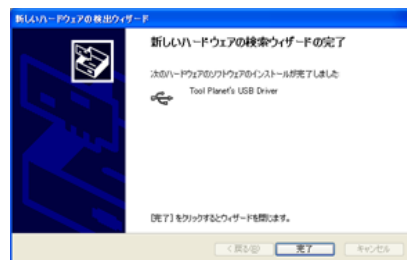 新しいハードウェアの検出ウィザード
新しいハードウェアの検索ウィザードの完了
次のハードウェアのソフトウェアのインストールが完了しました:
Tool Planet's USB Driver
[完了] をクリックするとウィザードを閉じます。
< 戻る(B)
完了
キャンセル